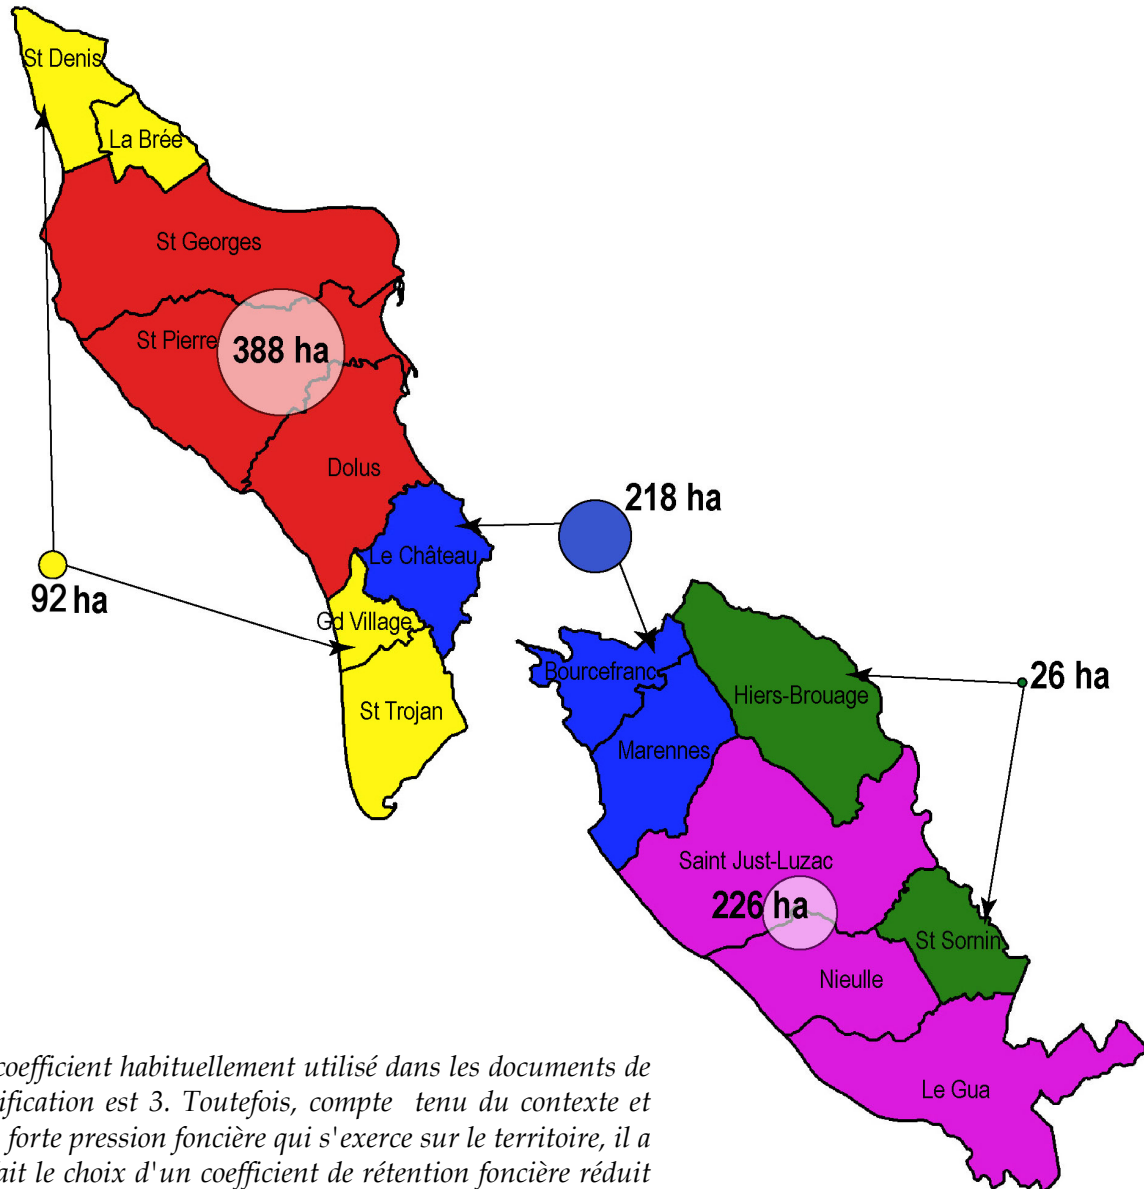 St Denis
La Brée
St Georges
St Pierre
388 ha
Dolus
218 ha
Le Château
92 ha
Gd Village
Bourcefranc
26 ha
Hiers-Brouage
St Trojan
Marennes
Saint Just-Luzac
226 ha
St Sornin
Nieulle
coefficient habituellement utilisé dans les documents de
ification est 3. Toutefois, compte tenu du contexte et
forte pression foncière qui s'exerce sur le territoire, il a
Le Gua
ait le choix d'un coefficient de rétention foncière réduit